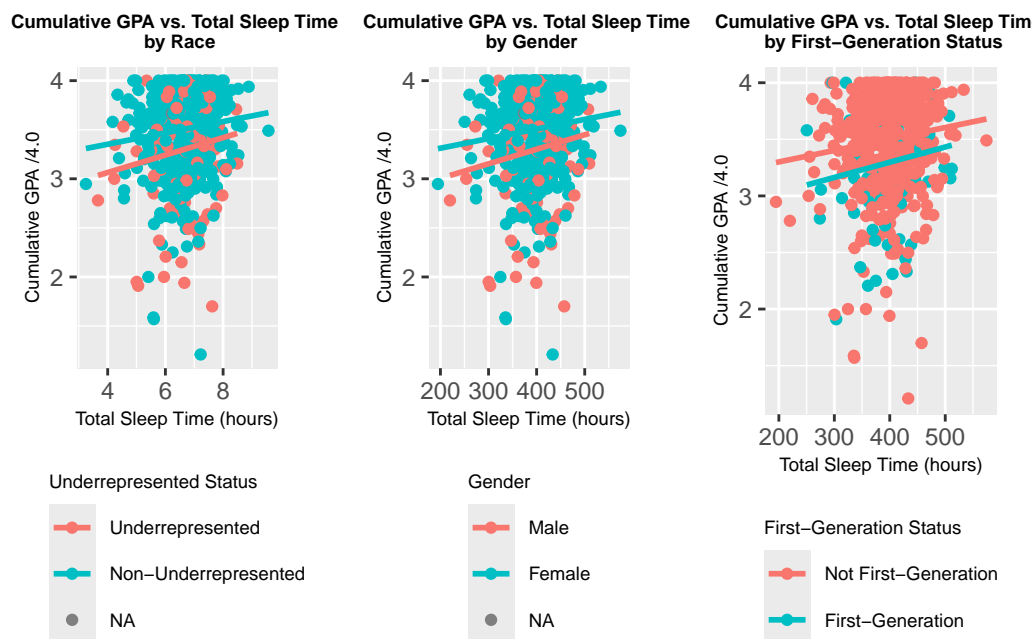 Cumulative GPA vs. Total Sleep Time
by Race
Cumulative GPA /4.0
4
3
2
4
6
8
Total Sleep Time (hours)
Underrepresented Status
Underrepresented
Non−Underrepresented
NA
Cumulative GPA vs. Total Sleep Time
by Gender
Cumulative GPA /4.0
4
3
2
200
300
400
500
Total Sleep Time (hours)
Gender
Male
Female
NA
Cumulative GPA vs. Total Sleep Tim
by First−Generation Status
Cumulative GPA /4.0
4
3
2
200
300
400
500
Total Sleep Time (hours)
First−Generation Status
Not First−Generation
First−Generation